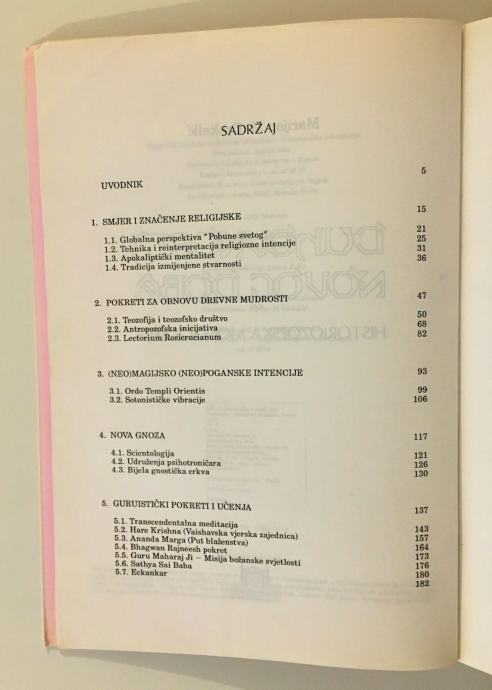 SADRŽAJ
UVODNIK 5
1. SMJER I ZNAČENJE RELIGIJSKE 15
1.1. Globalna perspektiva "Pobune svetog" 21
1.2. Tehnika i reinterpretacija religiozne intencije 25
1.3. Apokaliptički mentalitet 31
1.4. Tradicija izmijenjene stvarnosti 36
2. POKRETI ZA OBNOVU DREVNE MUDROSTI 47
2.1. Teozofija i teozofsko društvo 50
2.2. Antropozofska inicijativa 68
2.3. Lectorium Rosicrucianum 82
3. (NEO)MAGIJSKO (NEO)POGANSKE INTENCIJE 93
3.1. Ordo Templi Orientis 99
3.2. Sotonističke vibracije 106
4. NOVA GNOZA 117
4.1. Scientologija 121
4.2. Udruženja psihotroničara 126
4.3. Bijela gnostička crkva 130
5. GURUISTIČKI POKRETI I UČENJA 137
5.1. Transcendentalna meditacija 143
5.2. Hare Krishna (Vaishavska vjerska zajednica) 157
5.3. Ananda Marga (Put blaženstva) 164
5.4. Bhagwan Rajneesh pokret 173
5.5. Guru Maharaj Ji – Misija božanske svjetlosti 176
5.6. Sathya Sai Baba 180
5.7. Eckankar 182